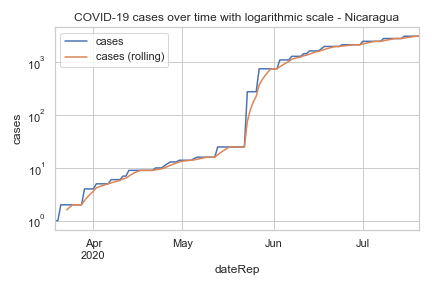 COVID-19 cases over time with logarithmic scale - Nicaragua
cases
cases (rolling)
10³
10²
10¹
10⁰
cases
Apr
2020
May
Jun
Jul
dateRep